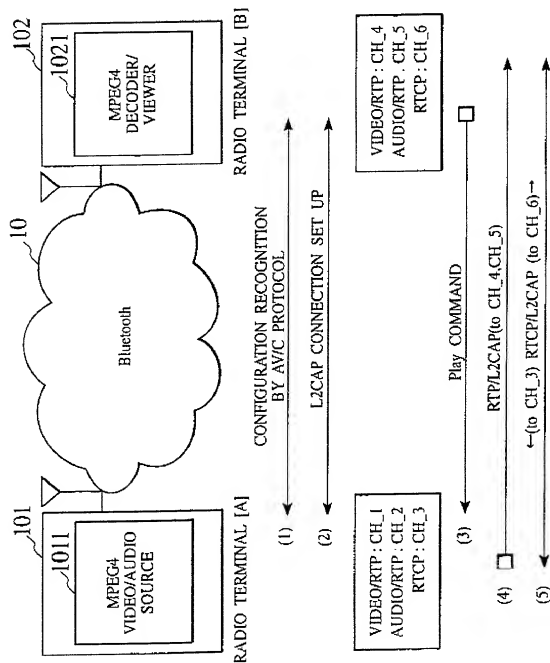 101
1011
MPEG4
VIDEO/AUDIO
SOURCE
RADIO TERMINAL [A]
10
Bluetooth
102
1021
MPEG4
DECODER/
VIEWER
RADIO TERMINAL [B]
(1)
CONFIGURATION RECOGNITION
BY AV/C PROTOCOL
(2)
L2CAP CONNECTION SET UP
VIDEO/RTP : CH_1
AUDIO/RTP : CH_2
RTCP : CH_3
VIDEO/RTP : CH_4
AUDIO/RTP . CH_5
RTCP : CH_6
(3)
Play COMMAND
(4)
RTP/L2CAP(to CH_4,CH_5)
(5)
←(to CH_3) RTCP/L2CAP (to CH_6)→